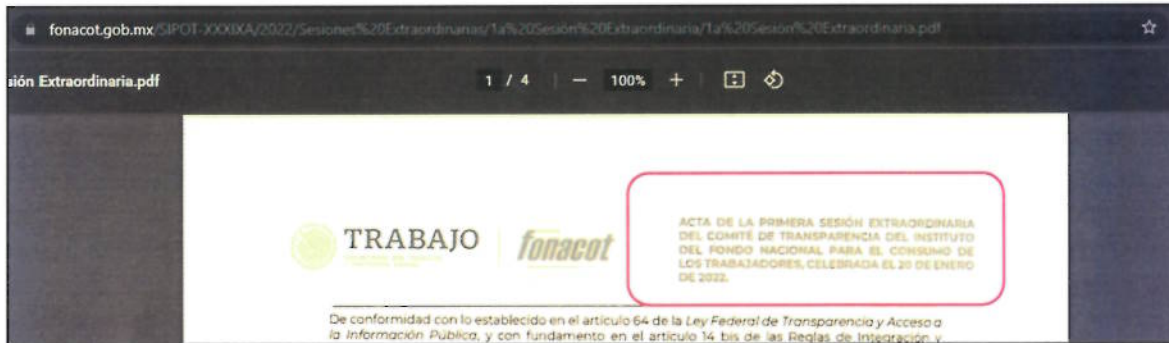 fonacot.gob.mx/SIPOT-XXXIXA/2022/Sesiones%20Extraordinarias/1a%20Sesión%20Extraordinaria/1a%20Sesión%20Extraordinaria.pdf
sión Extraordinaria.pdf
1 / 4
100%
TRABAJO
fonacot
ACTA DE LA PRIMERA SESIÓN EXTRAORDINARIA
DEL COMITÉ DE TRANSPARENCIA DEL INSTITUTO
DEL FONDO NACIONAL PARA EL CONSUMO DE
LOS TRABAJADORES, CELEBRADA EL 20 DE ENERO
DE 2022.
De conformidad con lo establecido en el artículo 64 de la Ley Federal de Transparencia y Acceso a
la Información Pública, y con fundamento en el artículo 14 bis de las Reglas de Integración y